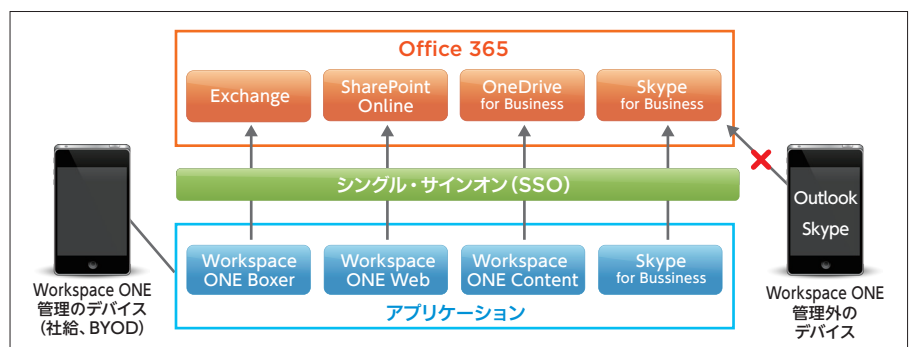 Office 365
Exchange
SharePoint
Online
OneDrive
for Business
Skype
for Business
シングル・サインオン(SSO)
Outlook
Skype
Workspace
ONE Boxer
Workspace
ONE Web
Workspace
ONE Content
Skype
for Bussiness
アプリケーション
Workspace ONE
管理のデバイス
(社給、BYOD)
Workspace ONE
管理外の
デバイス